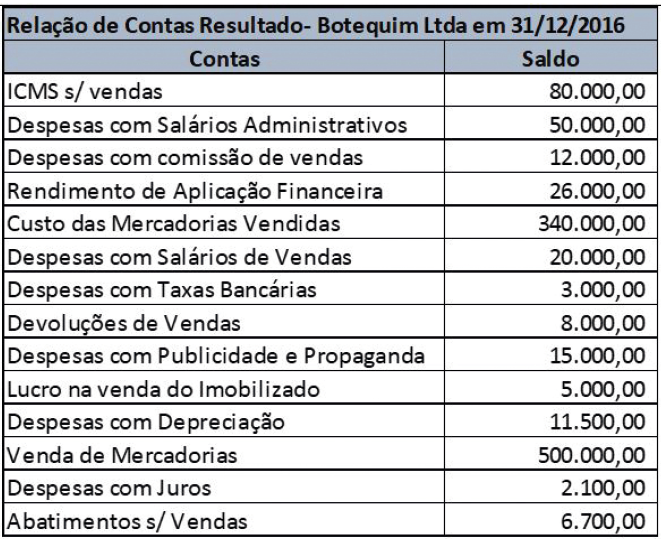 Relação de Contas Resultado- Botequim Ltda em 31/12/2016
Contas Saldo
ICMS s/ vendas 80.000,00
Despesas com Salários Administrativos 50.000,00
Despesas com comissão de vendas 12.000,00
Rendimento de Aplicação Financeira 26.000,00
Custo das Mercadorias Vendidas 340.000,00
Despesas com Salários de Vendas 20.000,00
Despesas com Taxas Bancárias 3.000,00
Devoluções de Vendas 8.000,00
Despesas com Publicidade e Propaganda 15.000,00
Lucro na venda do Imobilizado 5.000,00
Despesas com Depreciação 11.500,00
Venda de Mercadorias 500.000,00
Despesas com Juros 2.100,00
Abatimentos s/ Vendas 6.700,00